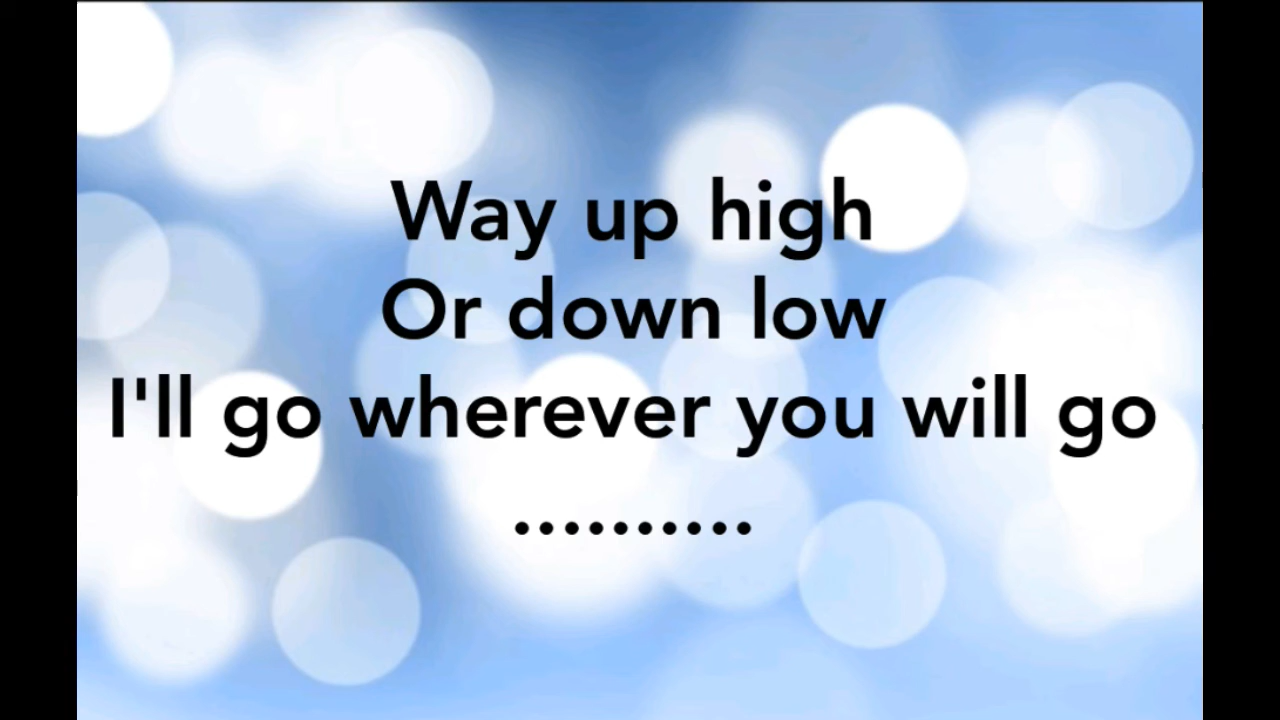 Way up high
Or down low
I'll go wherever you will go
..........